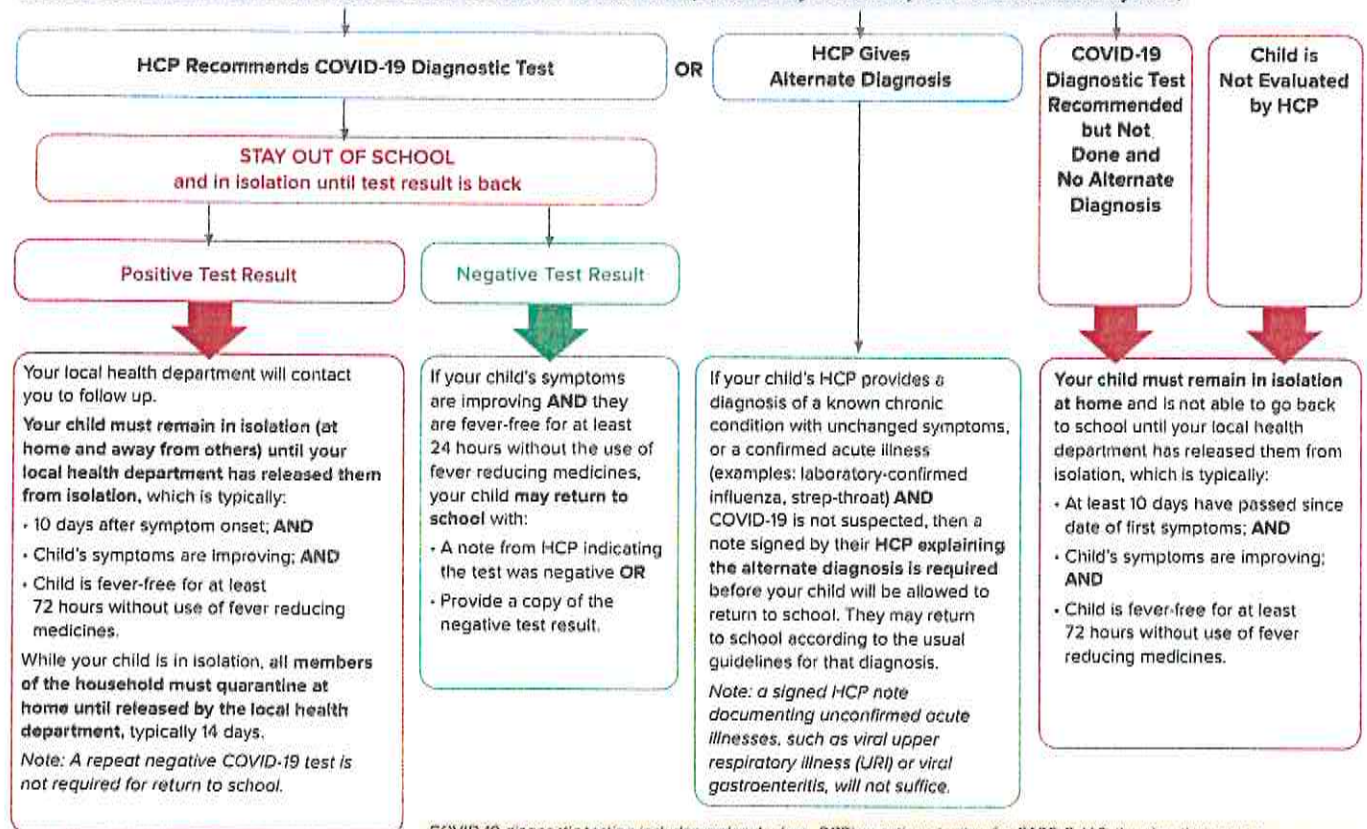 HCP Recommends COVID-19 Diagnostic Test
OR
HCP Gives
Alternate Diagnosis
COVID-19
Diagnostic Test
Recommended
but Not
Done and
No Alternate
Diagnosis
Child is
Not Evaluated
by HCP
STAY OUT OF SCHOOL
and in isolation until test result is back
Positive Test Result
Negative Test Result
Your local health department will contact
you to follow up.
Your child must remain in isolation (at
home and away from others) until your
local health department has released them
from isolation, which is typically:
· 10 days after symptom onset; AND
· Child's symptoms are improving; AND
· Child is fever-free for at least
72 hours without use of fever reducing
medicines.
While your child is in isolation, all members
of the household must quarantine at
home until released by the local health
department, typically 14 days.
Note: A repeat negative COVID-19 test is
not required for return to school.
If your child's symptoms
are improving AND they
are fever-free for at least
24 hours without the use of
fever reducing medicines,
your child may return to
school with:
· A note from HCP indicating
the test was negative OR
· Provide a copy of the
negative test result.
If your child's HCP provides a
diagnosis of a known chronic
condition with unchanged symptoms,
or a confirmed acute illness
(examples: laboratory-confirmed
influenza, strep-throat) AND
COVID-19 is not suspected, then a
note signed by their HCP explaining
the alternate diagnosis is required
before your child will be allowed to
return to school. They may return
to school according to the usual
guidelines for that diagnosis.
Note: a signed HCP note
documenting unconfirmed acute
illnesses, such as viral upper
respiratory illness (URI) or viral
gastroenteritis, will not suffice.
Your child must remain in isolation
at home and is not able to go back
to school until your local health
department has released them from
isolation, which is typically:
· At least 10 days have passed since
date of first symptoms; AND
· Child's symptoms are improving;
AND
· Child is fever-free for at least
72 hours without use of fever
reducing medicines.